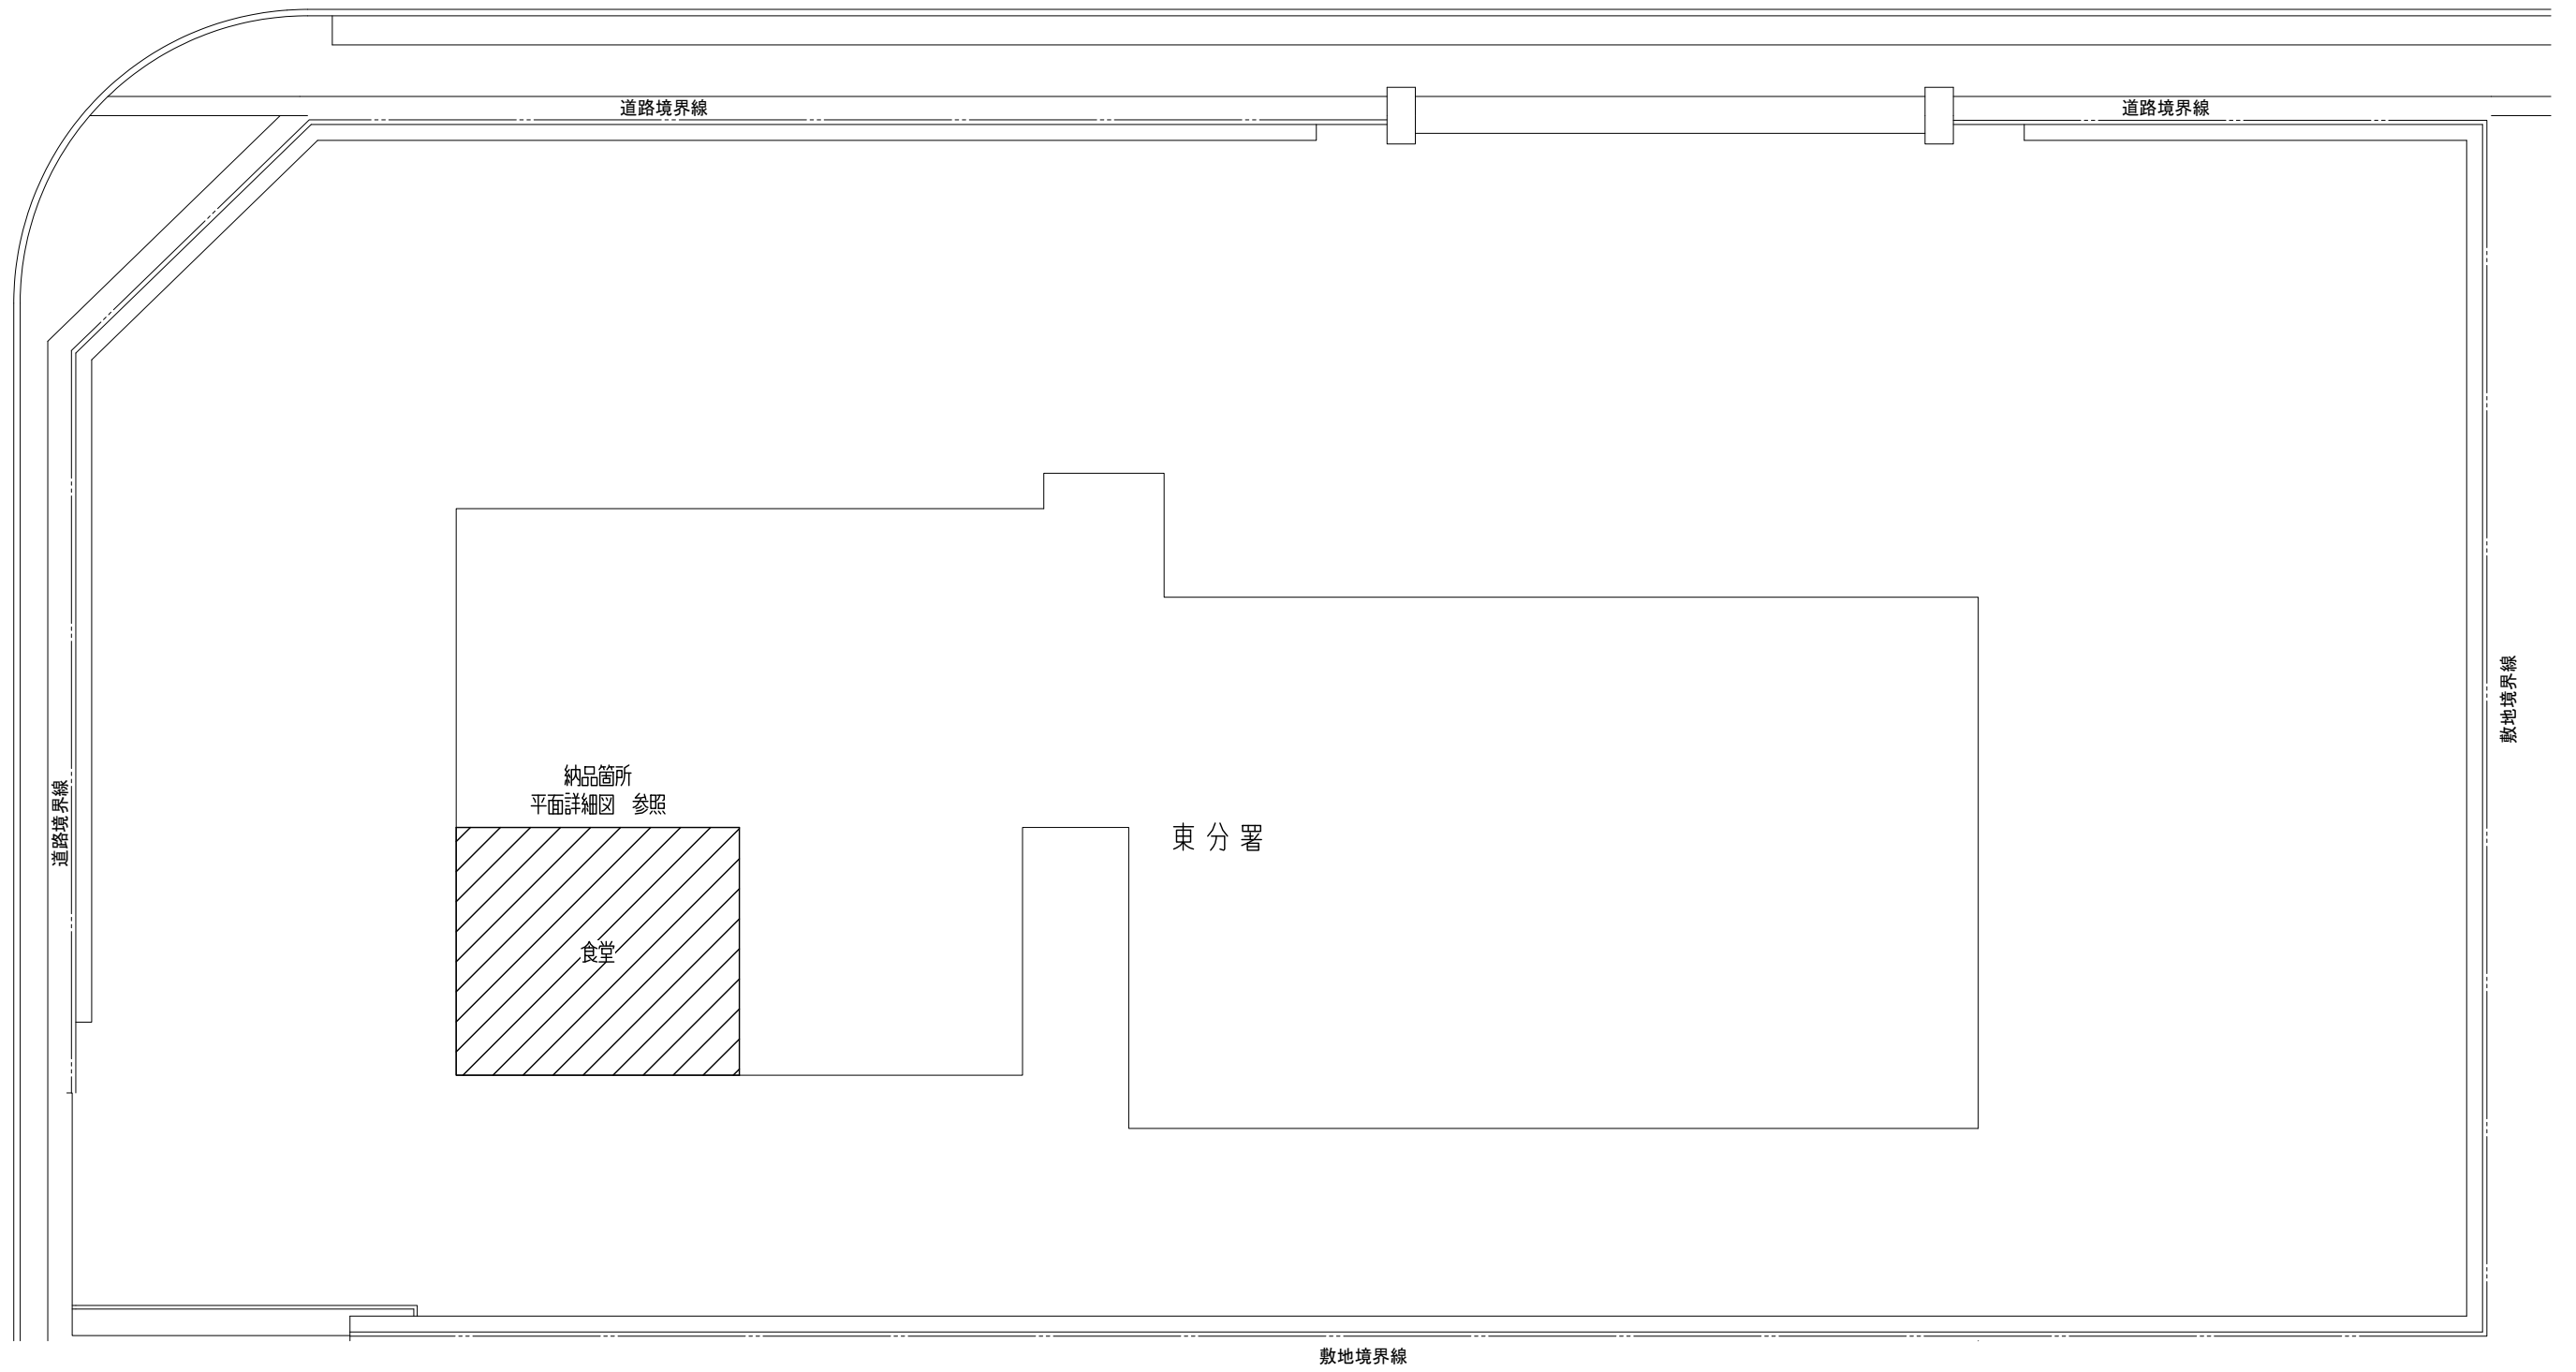 道路境界線
道路境界線
敷地境界線
納品箇所
平面詳細図　参照
道路境界線
東 分 署
食堂
敷地境界線